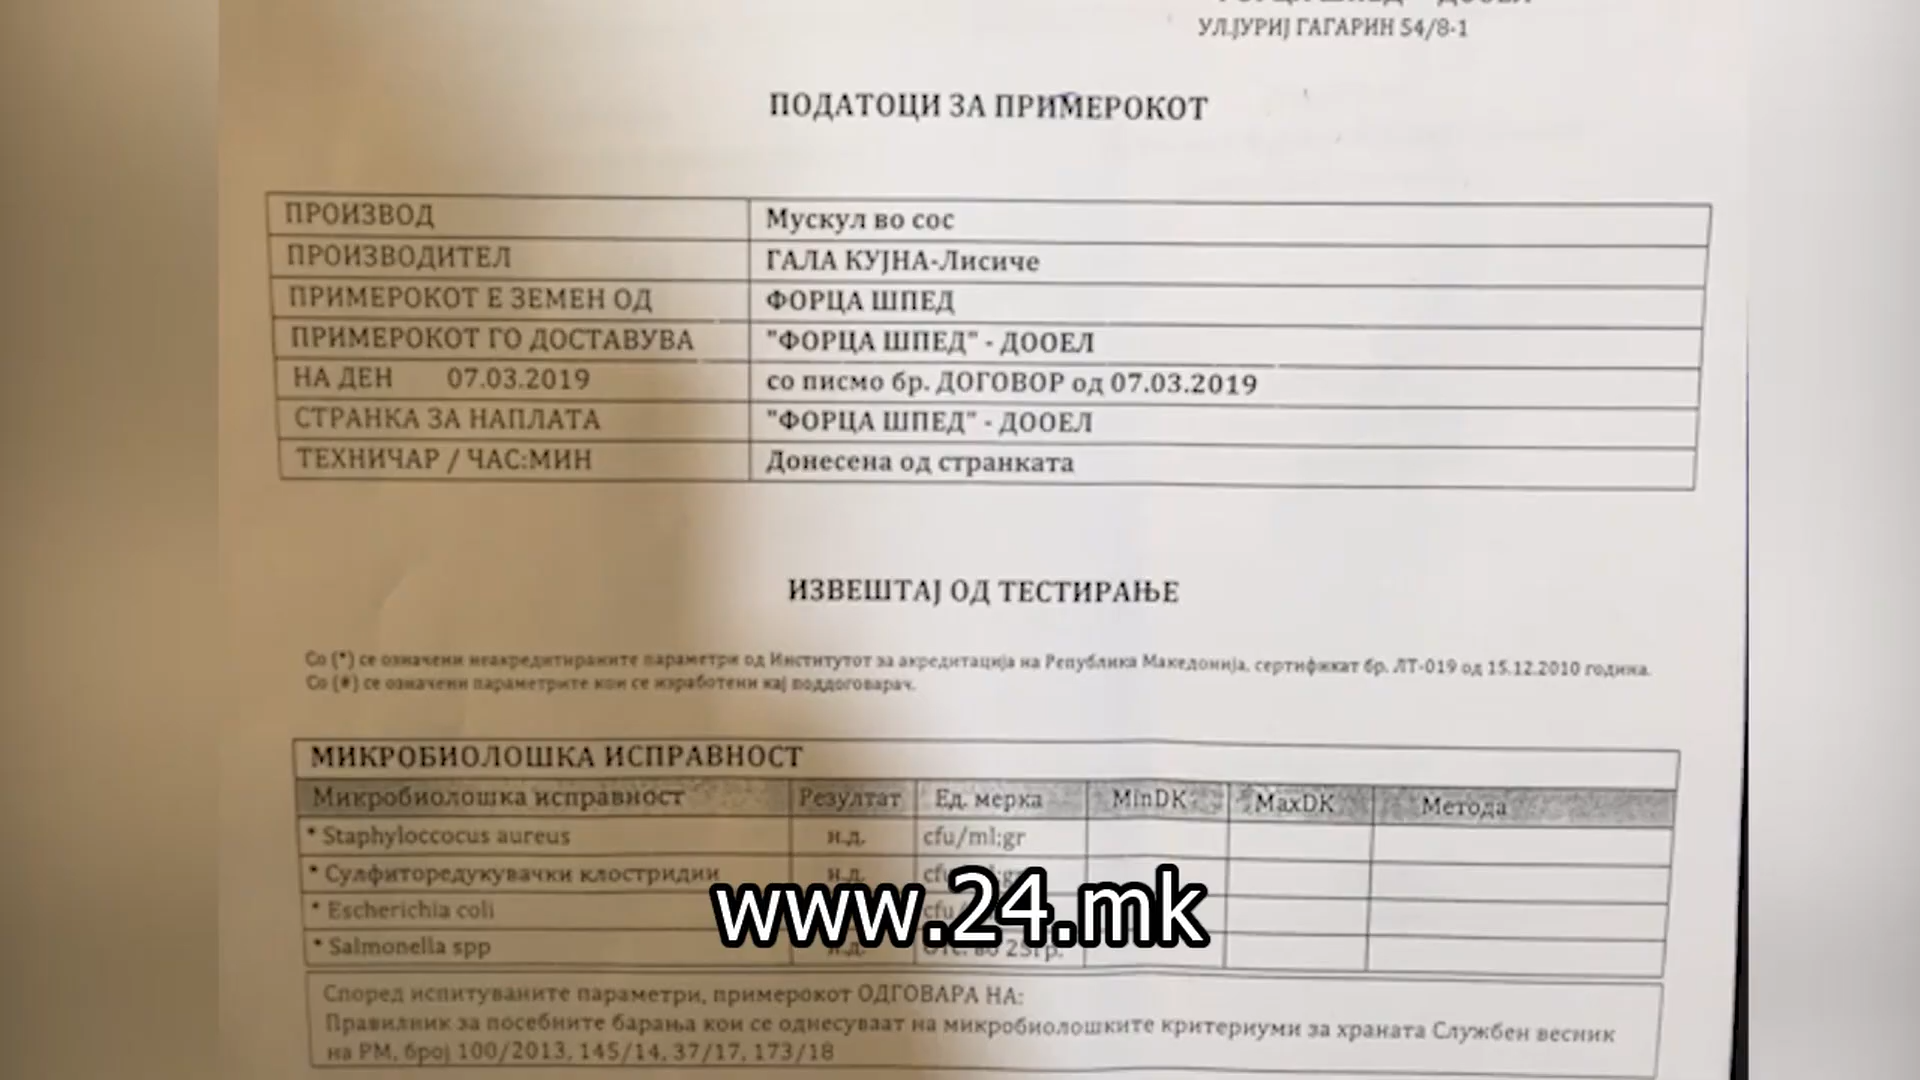 УЛ.ЈУРИЈ ГАГАРИН 54/8-1
ПОДАТОЦИ ЗА ПРИМЕРОКОТ
ПРОИЗВОД Мускул во сос
ПРОИЗВОДИТЕЛ ГАЛА КУЈНА-Лисиче
ПРИМЕРОКОТ Е ЗЕМЕН ОД ФОРЦА ШПЕД
ПРИМЕРОКОТ ГО ДОСТАВУВА "ФОРЦА ШПЕД" - ДООЕЛ
НА ДЕН 07.03.2019 со писмо бр. ДОГОВОР од 07.03.2019
СТРАНКА ЗА НАПЛАТА "ФОРЦА ШПЕД" - ДООЕЛ
ТЕХНИЧАР / ЧАС:МИН Донесена од странката
ИЗВЕШТАЈ ОД ТЕСТИРАЊЕ
Со (*) се означени неакредитираните параметри од Институтот за акредитација на Република Македонија, сертификат бр. ЛТ-019 од 15.12.2010 година.
Со (#) се означени параметрите кои се изработени кај поддоговарач.
МИКРОБИОЛОШКА ИСПРАВНОСТ
Микробиолошка исправност Резултат Ед. мерка MinDK MaxDK Метода
* Staphyloccocus aureus н.д. cfu/ml;gr
* Сулфиторедукувачки клостридии н.д.
* Escherichia coli
* Salmonella spp н.д. Отс. во 25гр.
www.24.mk
Според испитуваните параметри, примерокот ОДГОВАРА НА:
Правилник за посебните барања кои се однесуваат на микробиолошките критериуми за храната Службен весник
на РМ, број 100/2013, 145/14, 37/17, 173/18